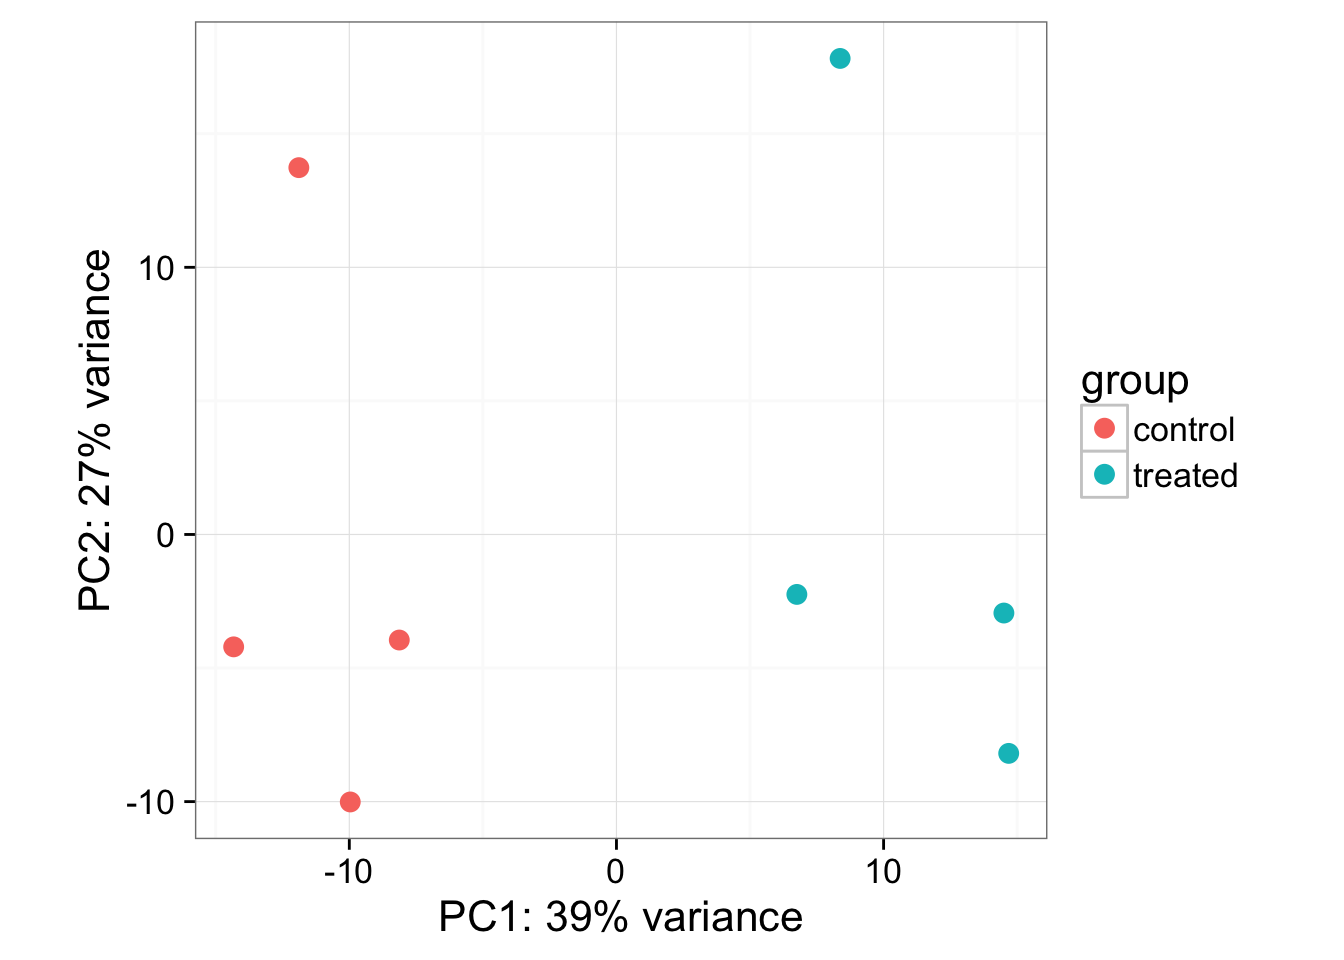 PC2: 27% variance
10
0
-10
-10 0 10
PC1: 39% variance
group
control
treated